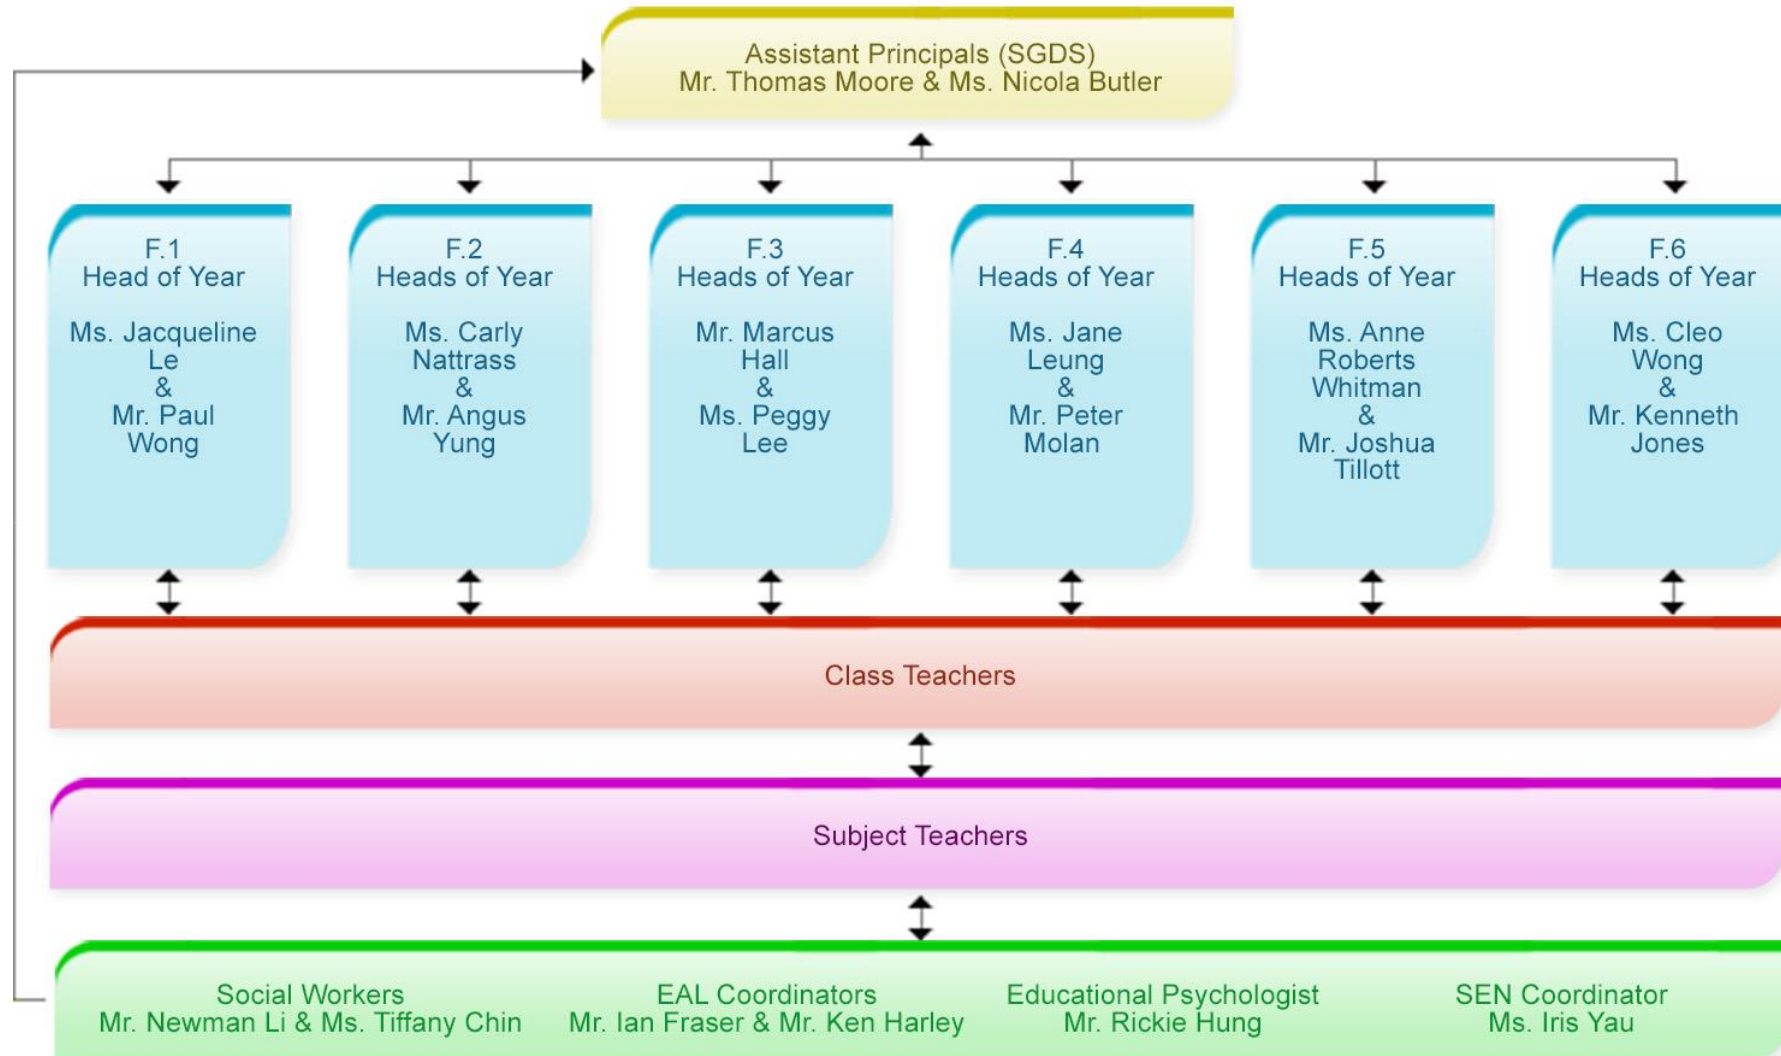 Assistant Principals (SGDS)
Mr. Thomas Moore & Ms. Nicola Butler
F.1
Head of Year
Ms. Jacqueline
Le
&
Mr. Paul
Wong
F.2
Heads of Year
Ms. Carly
Nattrass
&
Mr. Angus
Yung
F.3
Heads of Year
Mr. Marcus
Hall
&
Ms. Peggy
Lee
F.4
Heads of Year
Ms. Jane
Leung
&
Mr. Peter
Molan
F.5
Heads of Year
Ms. Anne
Roberts
Whitman
&
Mr. Joshua
Tillott
F.6
Heads of Year
Ms. Cleo
Wong
&
Mr. Kenneth
Jones
Class Teachers
Subject Teachers
Social Workers
Mr. Newman Li & Ms. Tiffany Chin
EAL Coordinators
Mr. Ian Fraser & Mr. Ken Harley
Educational Psychologist
Mr. Rickie Hung
SEN Coordinator
Ms. Iris Yau